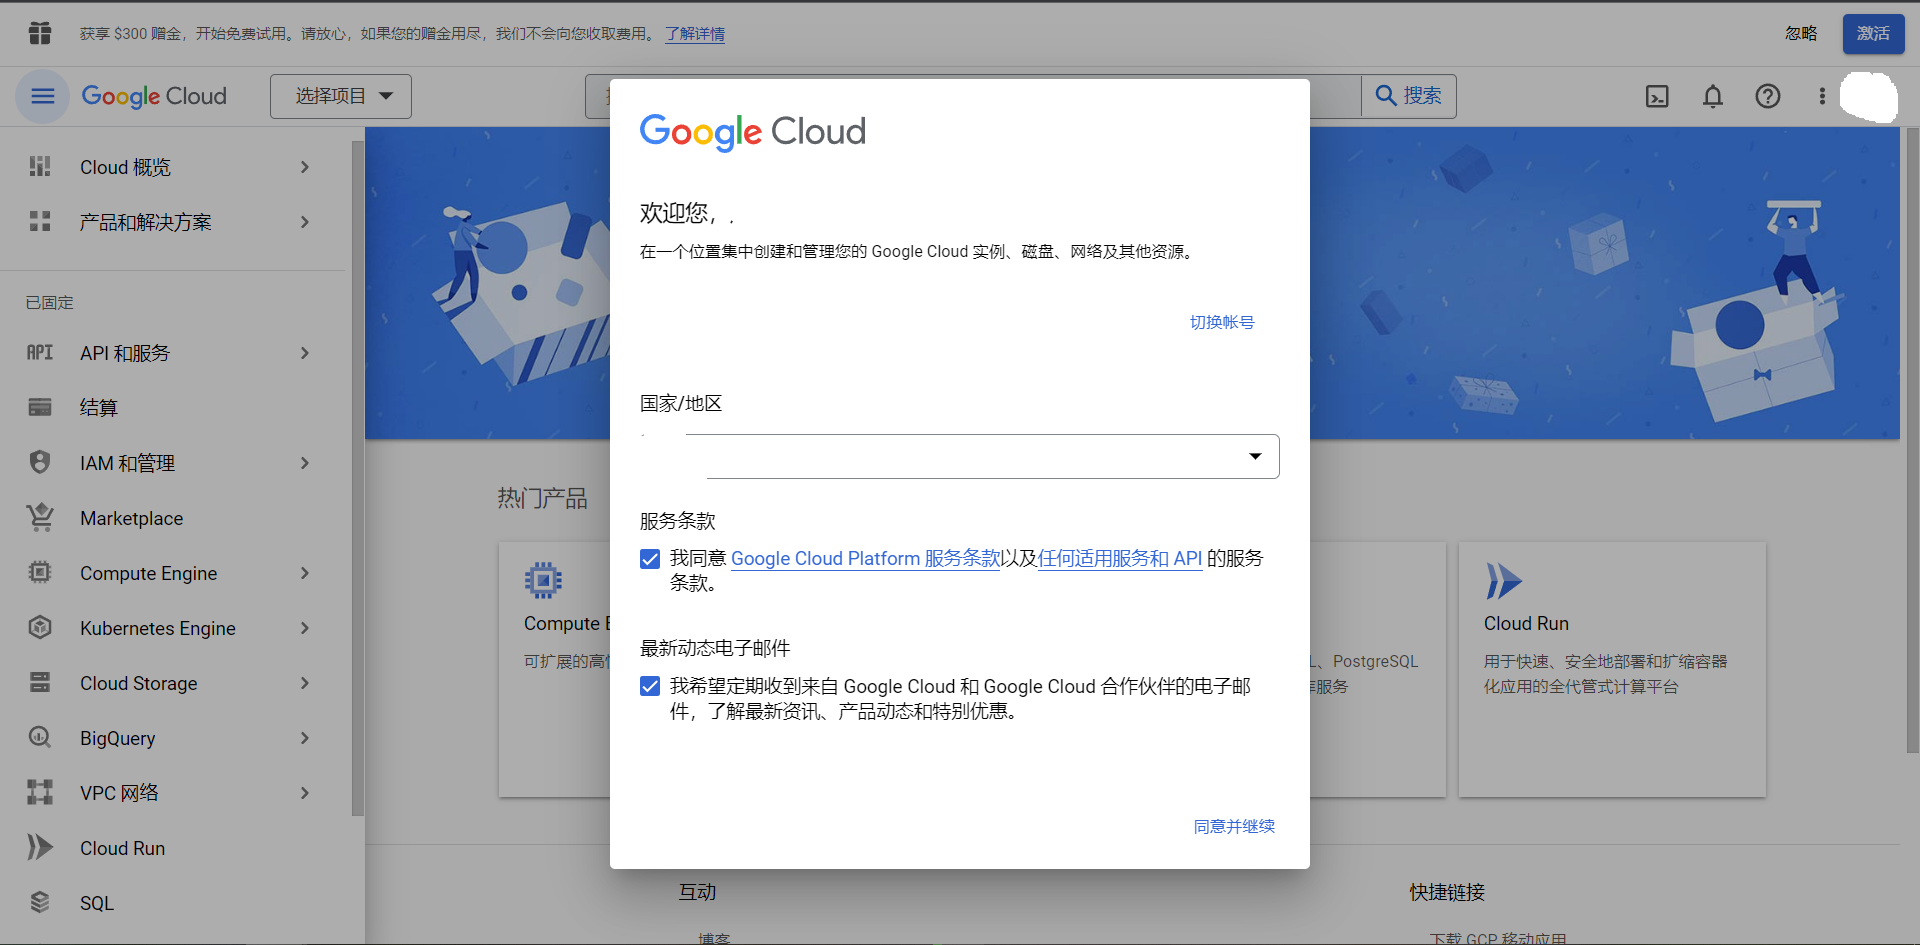 获享 $300 赠金，开始免费试用。请放心，如果您的赠金用尽，我们不会向您收取费用。 了解详情
忽略
激活
Google Cloud
选择项目
搜索
Cloud 概览
产品和解决方案
已固定
API 和服务
结算
IAM 和管理
Marketplace
Compute Engine
Kubernetes Engine
Cloud Storage
BigQuery
VPC 网络
Cloud Run
SQL
Google Cloud
欢迎您，.
在一个位置集中创建和管理您的 Google Cloud 实例、磁盘、网络及其他资源。
切换帐号
国家/地区
服务条款
我同意 Google Cloud Platform 服务条款以及任何适用服务和 API 的服务
条款。
最新动态电子邮件
我希望定期收到来自 Google Cloud 和 Google Cloud 合作伙伴的电子邮
件，了解最新资讯、产品动态和特别优惠。
同意并继续
热门产品
Compute
可扩展的高
、PostgreSQL
服务
Cloud Run
用于快速、安全地部署和扩缩容器
化应用的全代管式计算平台
互动
快捷链接
博客
下载 GCP 移动应用